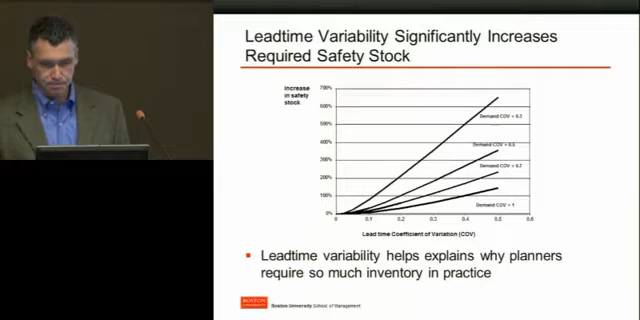 Leadtime Variability Significantly Increases
Required Safety Stock
Increase
in safety
stock
700%
600%
500%
400%
300%
200%
100%
0%
Demand COV = 0.3
Demand COV = 0.5
Demand COV = 0.7
Demand COV = 1
0
0.1
0.2
0.3
0.4
0.5
0.6
Lead time Coefficient of Variation (COV)
Leadtime variability helps explains why planners
require so much inventory in practice
BOSTON
Boston University School of Management